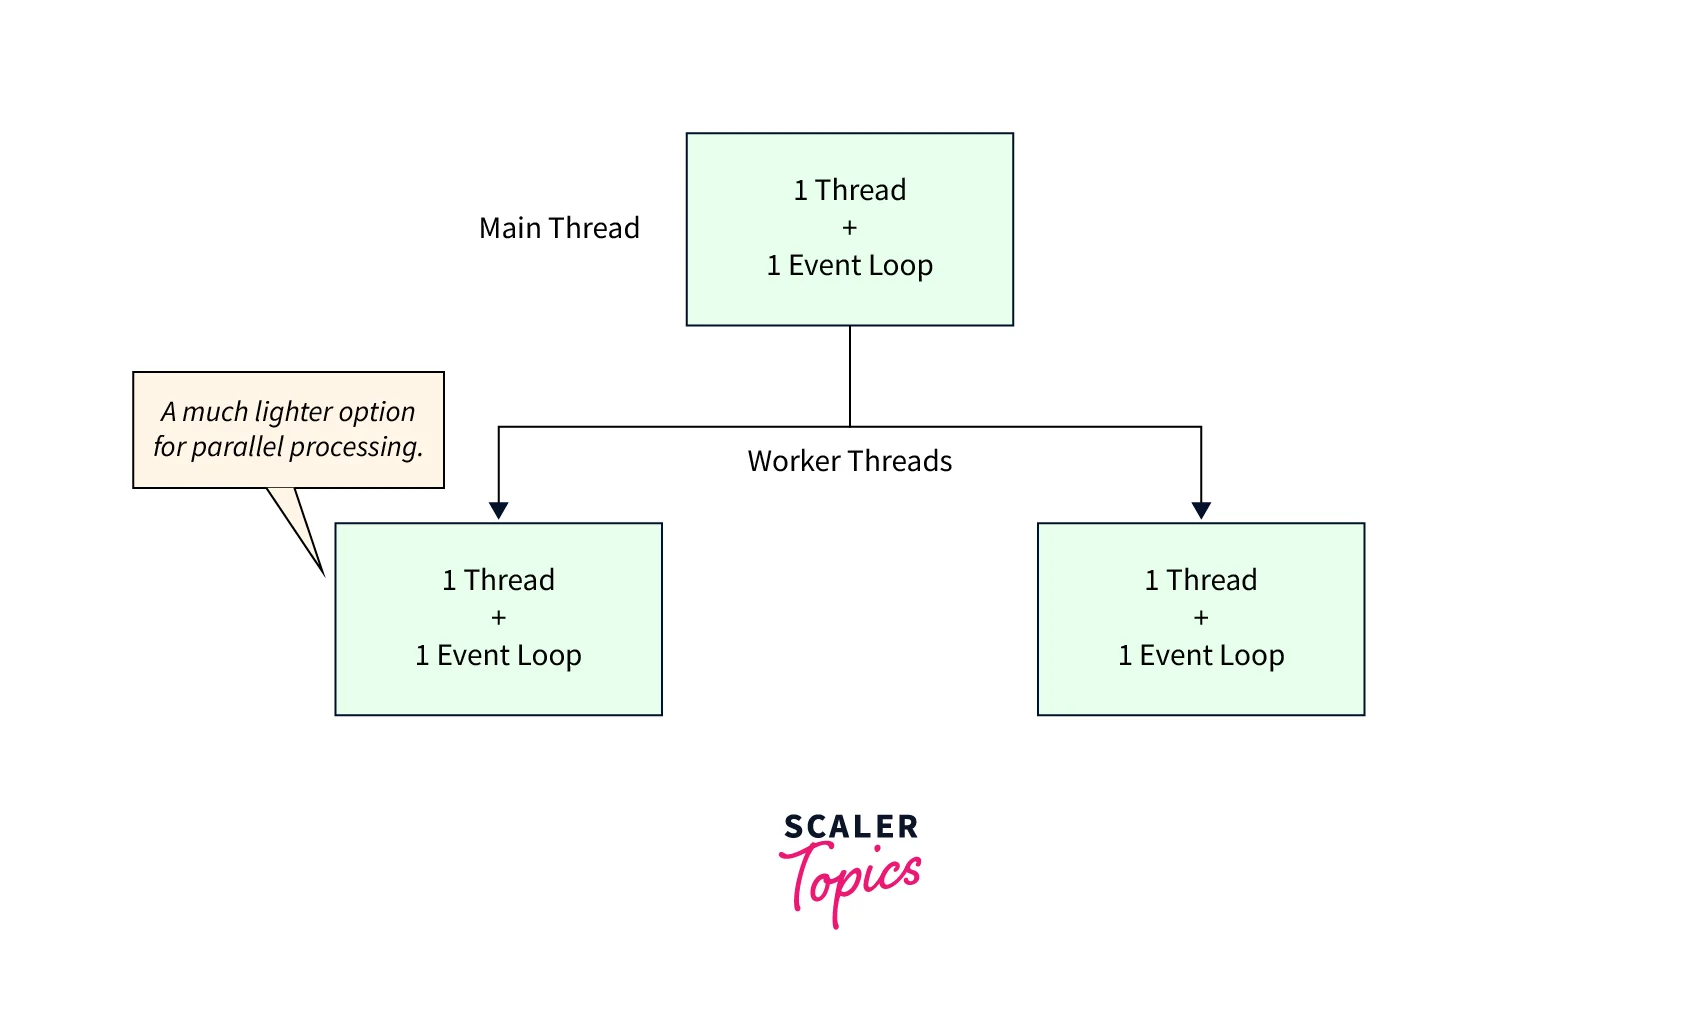 1 Thread
+
1 Event Loop
Main Thread
A much lighter option
for parallel processing.
Worker Threads
1 Thread
+
1 Event Loop
1 Thread
+
1 Event Loop
SCALER
Topics